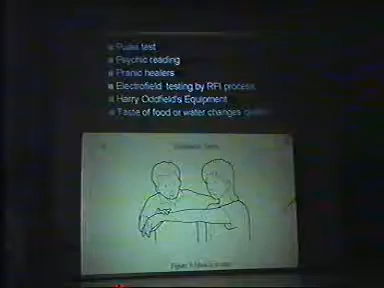 Pulse test
Psychic reading
Pranic healers
Electrofield testing by RFI process
Harry Oddfield's Equipment
Taste of food or water changes